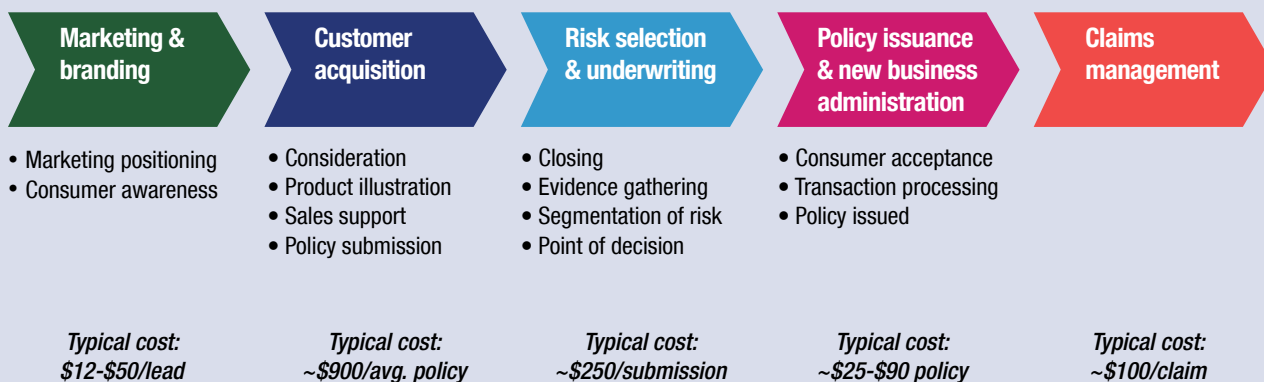 Marketing &
branding
Customer
acquisition
Risk selection
& underwriting
Policy issuance
& new business
administration
Claims
management
• Marketing positioning
• Consumer awareness
• Consideration
• Product illustration
• Sales support
• Policy submission
• Closing
• Evidence gathering
• Segmentation of risk
• Point of decision
• Consumer acceptance
• Transaction processing
• Policy issued
Typical cost:
$12-$50/lead
Typical cost:
~$900/avg. policy
Typical cost:
~$250/submission
Typical cost:
~$25-$90 policy
Typical cost:
~$100/claim